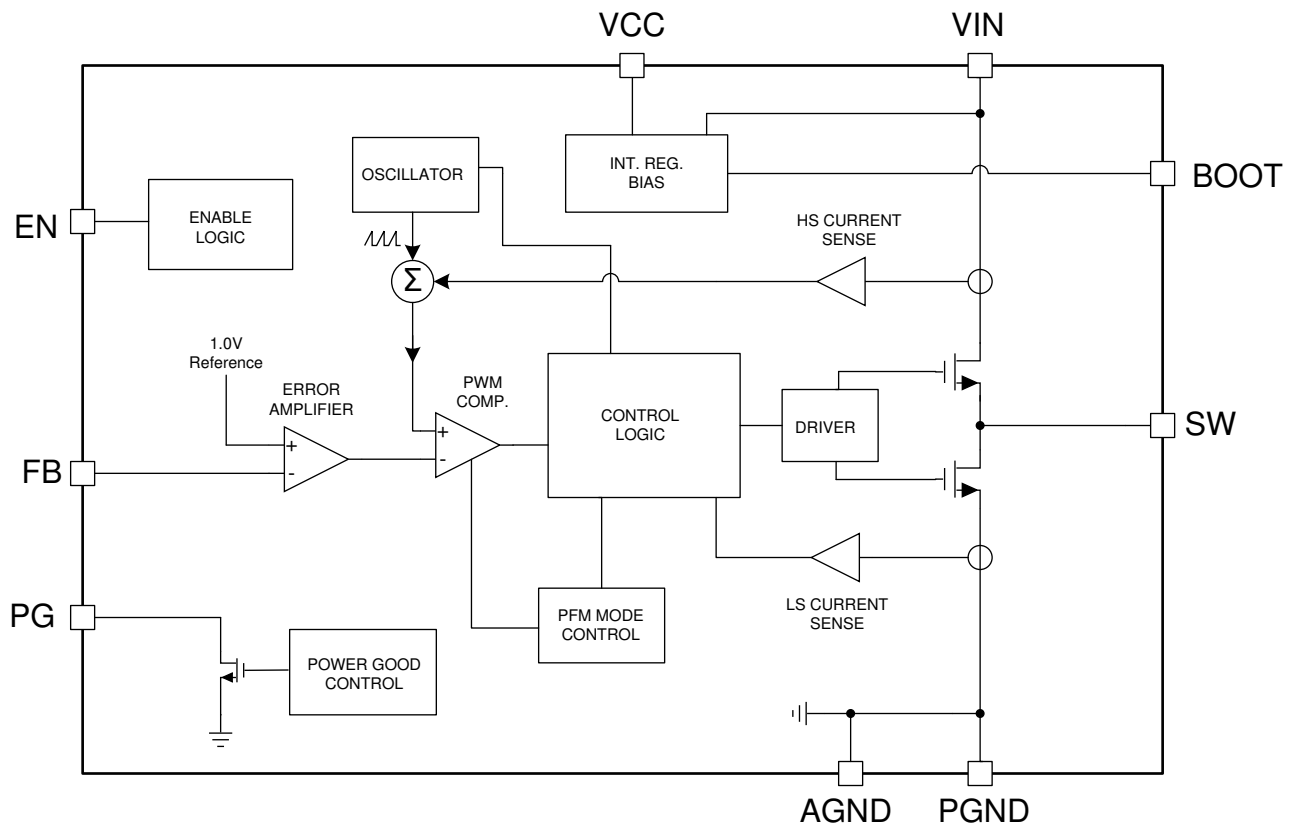 VCC
VIN
OSCILLATOR
INT. REG.
BIAS
BOOT
EN
ENABLE
LOGIC
HS CURRENT
SENSE
Σ
1.0V
Reference
ERROR
AMPLIFIER
PWM
COMP.
CONTROL
LOGIC
DRIVER
SW
+
-
+
-
FB
PG
PFM MODE
CONTROL
LS CURRENT
SENSE
POWER GOOD
CONTROL
AGND
PGND